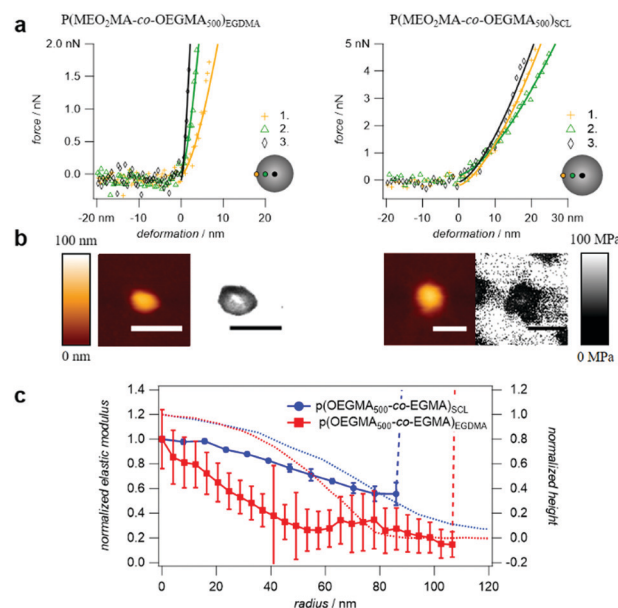 a
P(MEO₂MA-co-OEGMA₅₀₀)EGDMA
P(MEO₂MA-co-OEGMA₅₀₀)SCL
2.0 nN
1.5
1.0
0.5
0.0
force / nN
1.
2.
3.
-20 nm
-10
0
10
20
deformation / nm
5 nN
4
3
2
1
0
force / nN
1.
2.
3.
-20
-10
0
10
20
30 nm
deformation / nm
b
100 nm
0 nm
100 MPa
0 MPa
c
1.4
1.2
1.0
0.8
0.6
0.4
0.2
0.0
normalized elastic modulus
p(OEGMA₅₀₀-co-EGMA)SCL
p(OEGMA₅₀₀-co-EGMA)EGDMA
1.2
1.0
0.8
0.6
0.4
0.2
0.0
-0.2
normalized height
0
20
40
60
80
100
120
radius / nm